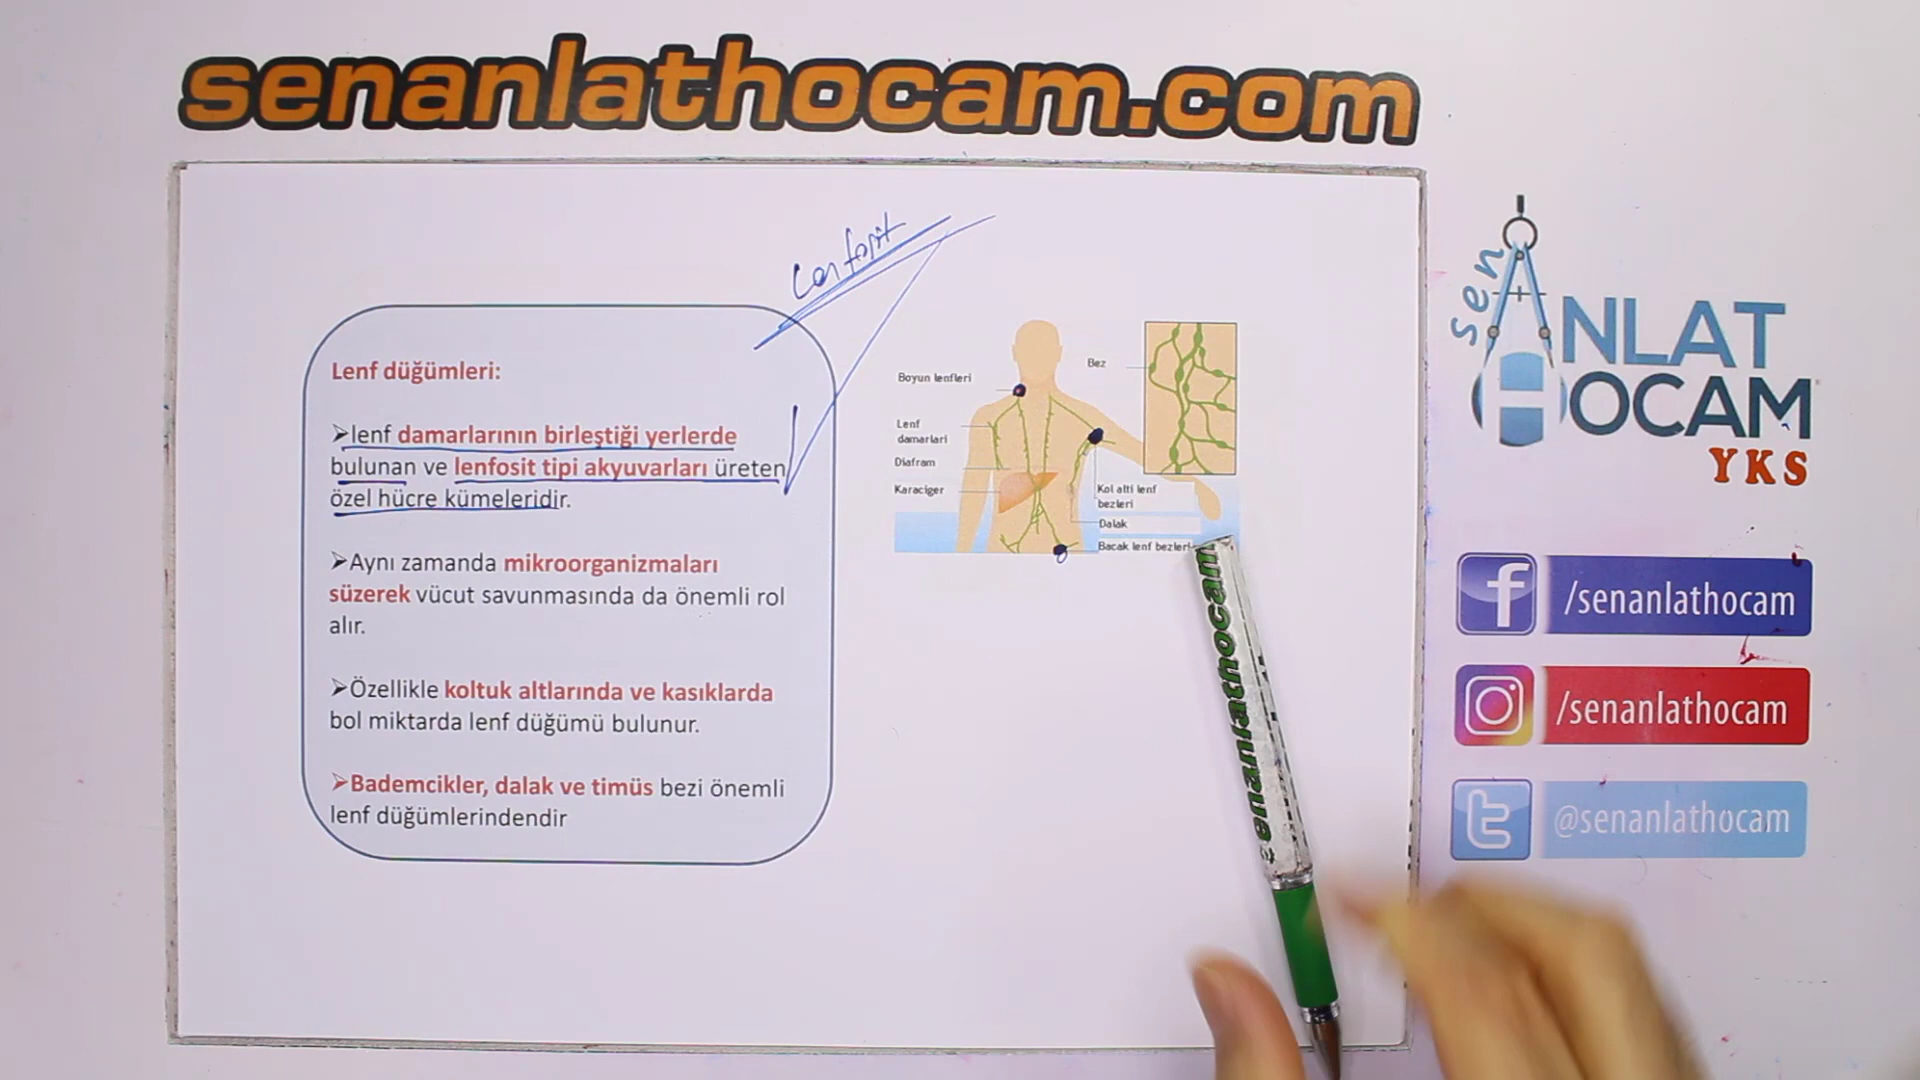 senanlathocam.com
Lenfosit
Lenf düğümleri:
➢lenf damarlarının birleştiği yerlerde
bulunan ve lenfosit tipi akyuvarları üreten
özel hücre kümeleridir.
➢Aynı zamanda mikroorganizmaları
süzerek vücut savunmasında da önemli rol
alır.
➢Özellikle koltuk altlarında ve kasıklarda
bol miktarda lenf düğümü bulunur.
➢Bademcikler, dalak ve timüs bezi önemli
lenf düğümlerindendir
Boyun lenfleri
Bez
Lenf
damarlari
Diafram
Karaciger
Kol alti lenf
bezleri
Dalak
Bacak lenf bezleri
senanlathocam
sen
ANLAT
HOCAM
YKS
/senanlathocam
/senanlathocam
@senanlathocam